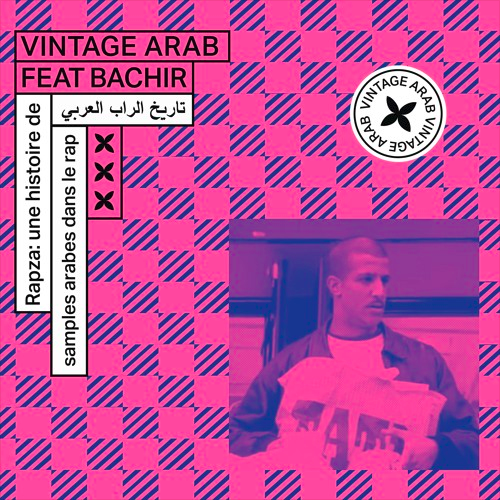 VINTAGE ARAB
FEAT BACHIR
تاريخ الراب العربي
Rapza: une histoire de
samples arabes dans le rap
VINTAGE ARAB VINTAGE ARAB